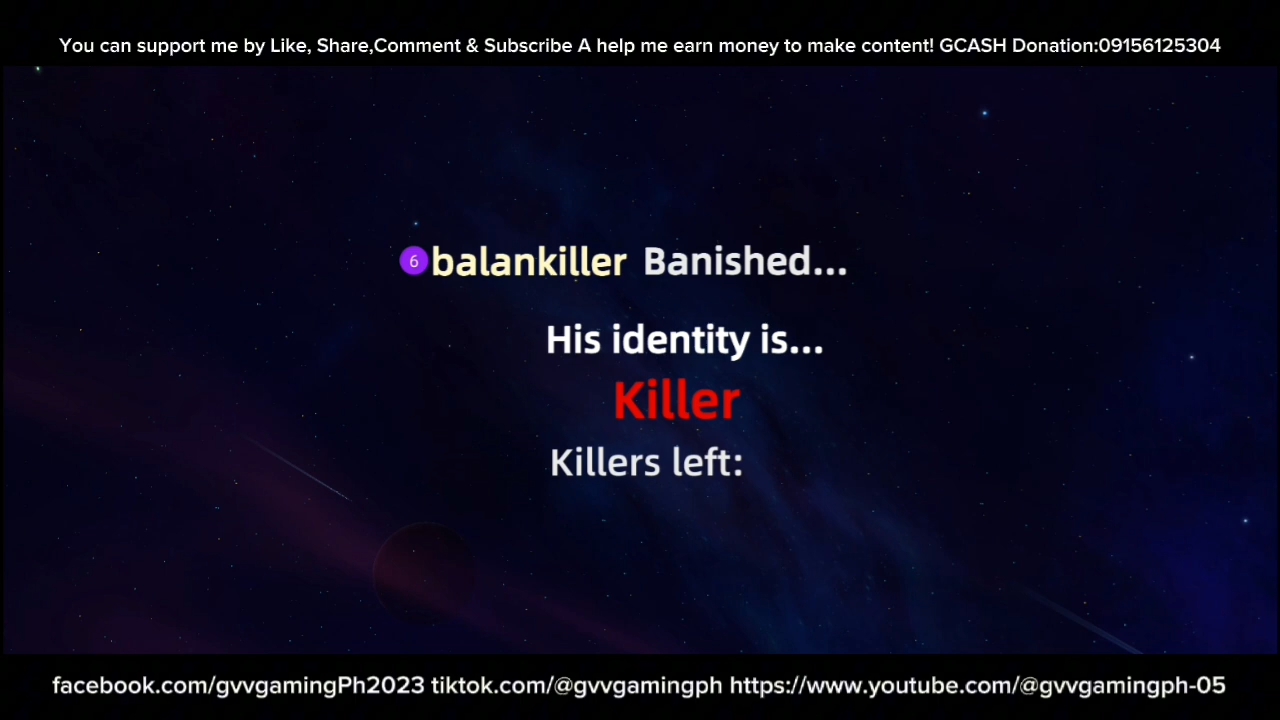 You can support me by Like, Share,Comment & Subscribe A help me earn money to make content! GCASH Donation:09156125304
6 balankiller Banished...
His identity is...
Killer
Killers left:
facebook.com/gvvgamingPh2023 tiktok.com/@gvvgamingph https://www.youtube.com/@gvvgamingph-05